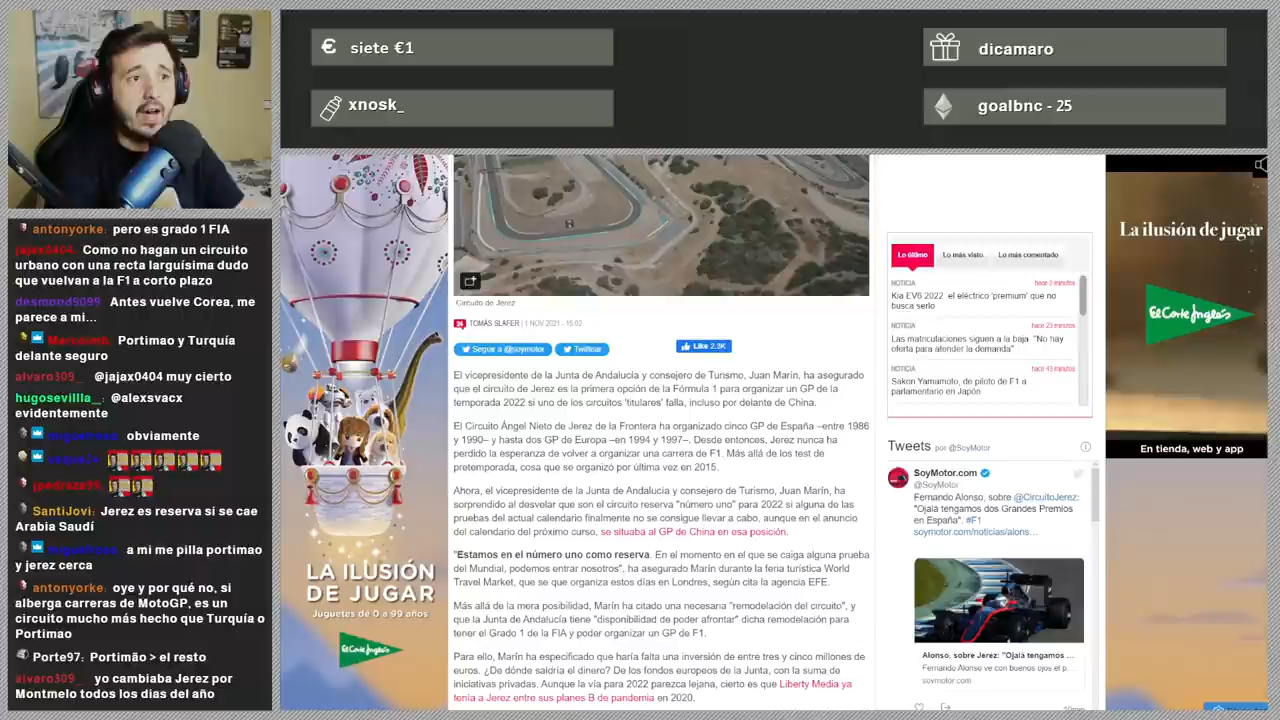 € siete €1
xnosk_
dicamaro
goalbnc - 25
antonyorke: pero es grado 1 FIA
jajax0404: Como no hagan un circuito
urbano con una recta larguísima dudo
que vuelvan a la F1 a corto plazo
desmond9099: Antes vuelve Corea, me
parece a mi...
Portimao y Turquía
delante seguro
alvaro309_: @jajax0404 muy cierto
hugosevillla_: @alexsvacx
evidentemente
obviamente
jpedraza99:
SantiJovi: Jerez es reserva si se cae
Arabia Saudí
a mi me pilla portimao
y jerez cerca
antonyorke: oye y por qué no, si
alberga carreras de MotoGP, es un
circuito mucho más hecho que Turquía o
Portimao
Porte97: Portimão > el resto
alvaro309_: yo cambiaba Jerez por
Montmelo todos los dias del año
LA ILUSIÓN
DE JUGAR
Juguetes de 0 a 99 años
El Corte Inglés
Circuito de Jerez
TOMÁS SLAFER | 1 NOV 2021 - 15:02
Seguir a @soymotor
Twittear
Like 2.3K
El vicepresidente de la Junta de Andalucía y consejero de Turismo, Juan Marín, ha asegurado
que el circuito de Jerez es la primera opción de la Fórmula 1 para organizar un GP de la
temporada 2022 si uno de los circuitos 'titulares' falla, incluso por delante de China.
El Circuito Ángel Nieto de Jerez de la Frontera ha organizado cinco GP de España –entre 1986
y 1990– y hasta dos GP de Europa –en 1994 y 1997–. Desde entonces, Jerez nunca ha
perdido la esperanza de volver a organizar una carrera de F1. Más allá de los test de
pretemporada, cosa que se organizó por última vez en 2015.
Ahora, el vicepresidente de la Junta de Andalucía y consejero de Turismo, Juan Marín, ha
sorprendido al desvelar que son el circuito reserva "número uno" para 2022 si alguna de las
pruebas del actual calendario finalmente no se consigue llevar a cabo, aunque en el anuncio
del calendario del próximo curso, se situaba al GP de China en esa posición.
"Estamos en el número uno como reserva. En el momento en el que se caiga alguna prueba
del Mundial, podemos entrar nosotros", ha asegurado Marín durante la feria turística World
Travel Market, que se que organiza estos días en Londres, según cita la agencia EFE.
Más allá de la mera posibilidad, Marín ha citado una necesaria "remodelación del circuito", y
que la Junta de Andalucía tiene "disponibilidad de poder afrontar" dicha remodelación para
tener el Grado 1 de la FIA y poder organizar un GP de F1.
Para ello, Marín ha especificado que haría falta una inversión de entre tres y cinco millones de
euros. ¿De dónde saldría el dinero? De los fondos europeos de la Junta, con la suma de
iniciativas privadas. Aunque la vía para 2022 parezca lejana, cierto es que Liberty Media ya
tenía a Jerez entre sus planes B de pandemia en 2020.
Lo último
Lo más visto
Lo más comentado
NOTICIA hace 2 minutos
Kia EV6 2022 el eléctrico 'premium' que no
busca serlo
NOTICIA hace 23 minutos
Las matriculaciones siguen a la baja "No hay
oferta para atender la demanda"
NOTICIA hace 43 minutos
Sakon Yamamoto, de piloto de F1 a
parlamentario en Japón
Tweets por @SoyMotor
SoyMotor.com
@SoyMotor
Fernando Alonso, sobre @CircuitoJerez:
"Ojalá tengamos dos Grandes Premios
en España". #F1
soymotor.com/noticias/alons…
Alonso, sobre Jerez: "Ojalá tengamos ...
Fernando Alonso ve con buenos ojos el p...
soymotor.com
La ilusión de jugar
El Corte Inglés
En tienda, web y app